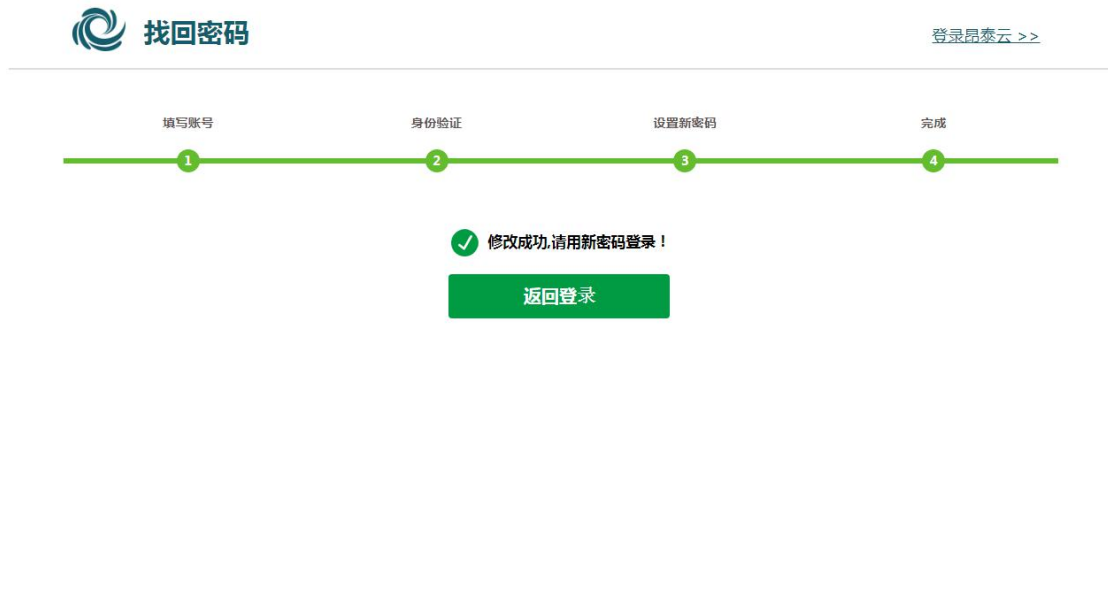 找回密码
登录昂泰云 >>
填写账号
身份验证
设置新密码
完成
1
2
3
4
修改成功,请用新密码登录！
返回登录